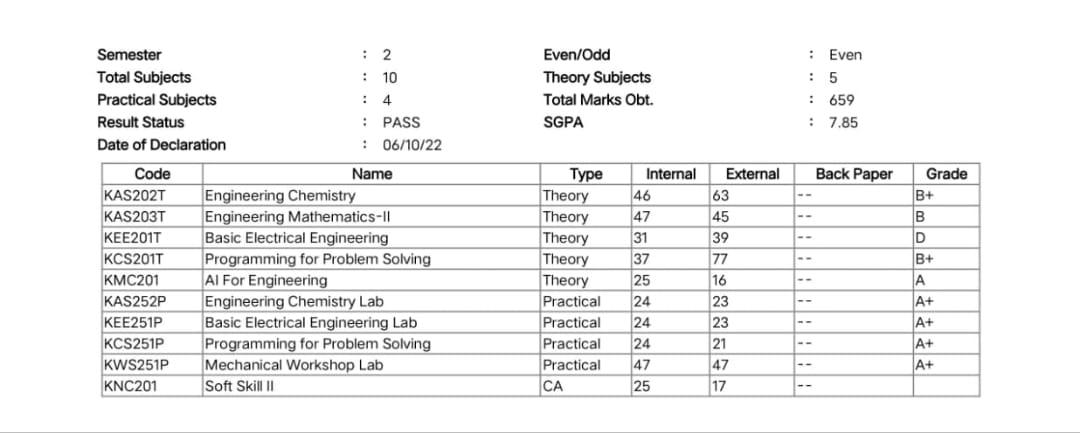 Semester : 2 Even/Odd : Even
Total Subjects : 10 Theory Subjects : 5
Practical Subjects : 4 Total Marks Obt. : 659
Result Status : PASS SGPA : 7.85
Date of Declaration : 06/10/22
Code Name Type Internal External Back Paper Grade
KAS202T Engineering Chemistry Theory 46 63 -- B+
KAS203T Engineering Mathematics-II Theory 47 45 -- B
KEE201T Basic Electrical Engineering Theory 31 39 -- D
KCS201T Programming for Problem Solving Theory 37 77 -- B+
KMC201 AI For Engineering Theory 25 16 -- A
KAS252P Engineering Chemistry Lab Practical 24 23 -- A+
KEE251P Basic Electrical Engineering Lab Practical 24 23 -- A+
KCS251P Programming for Problem Solving Practical 24 21 -- A+
KWS251P Mechanical Workshop Lab Practical 47 47 -- A+
KNC201 Soft Skill II CA 25 17 --